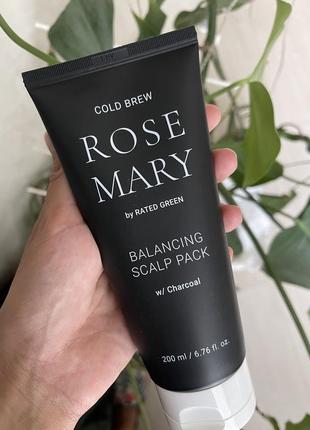 COLD BREW
ROSE
MARY
by RATED GREEN
BALANCING
SCALP PACK
w/ Charcoal
200 ml / 6.76 fl. oz.